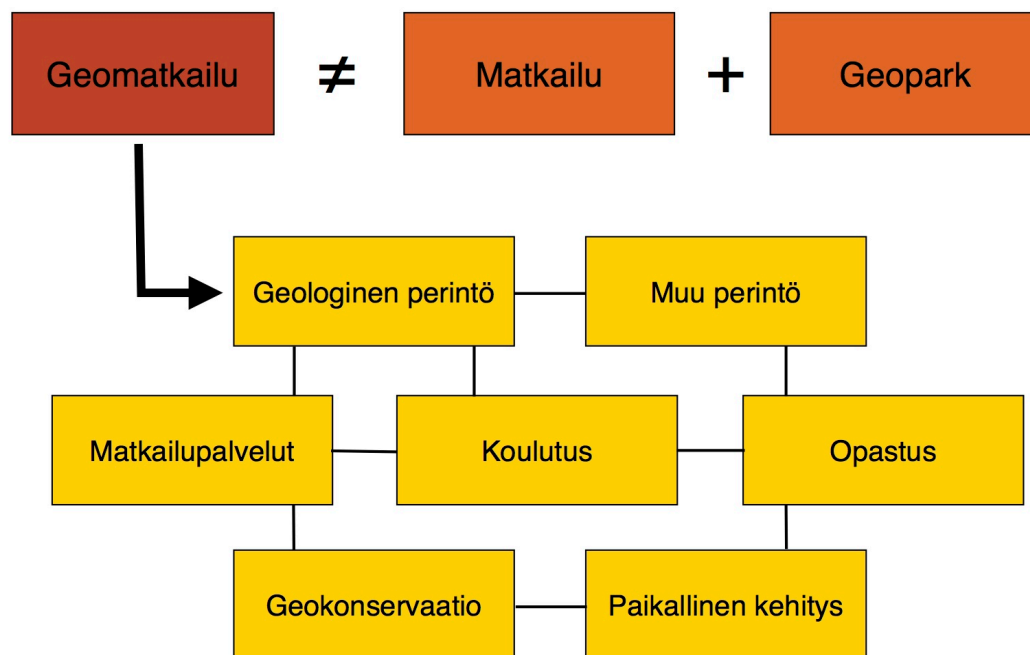 Geomatkailu ≠ Matkailu + Geopark
Geologinen perintö
Muu perintö
Matkailupalvelut
Koulutus
Opastus
Geokonservaatio
Paikallinen kehitys